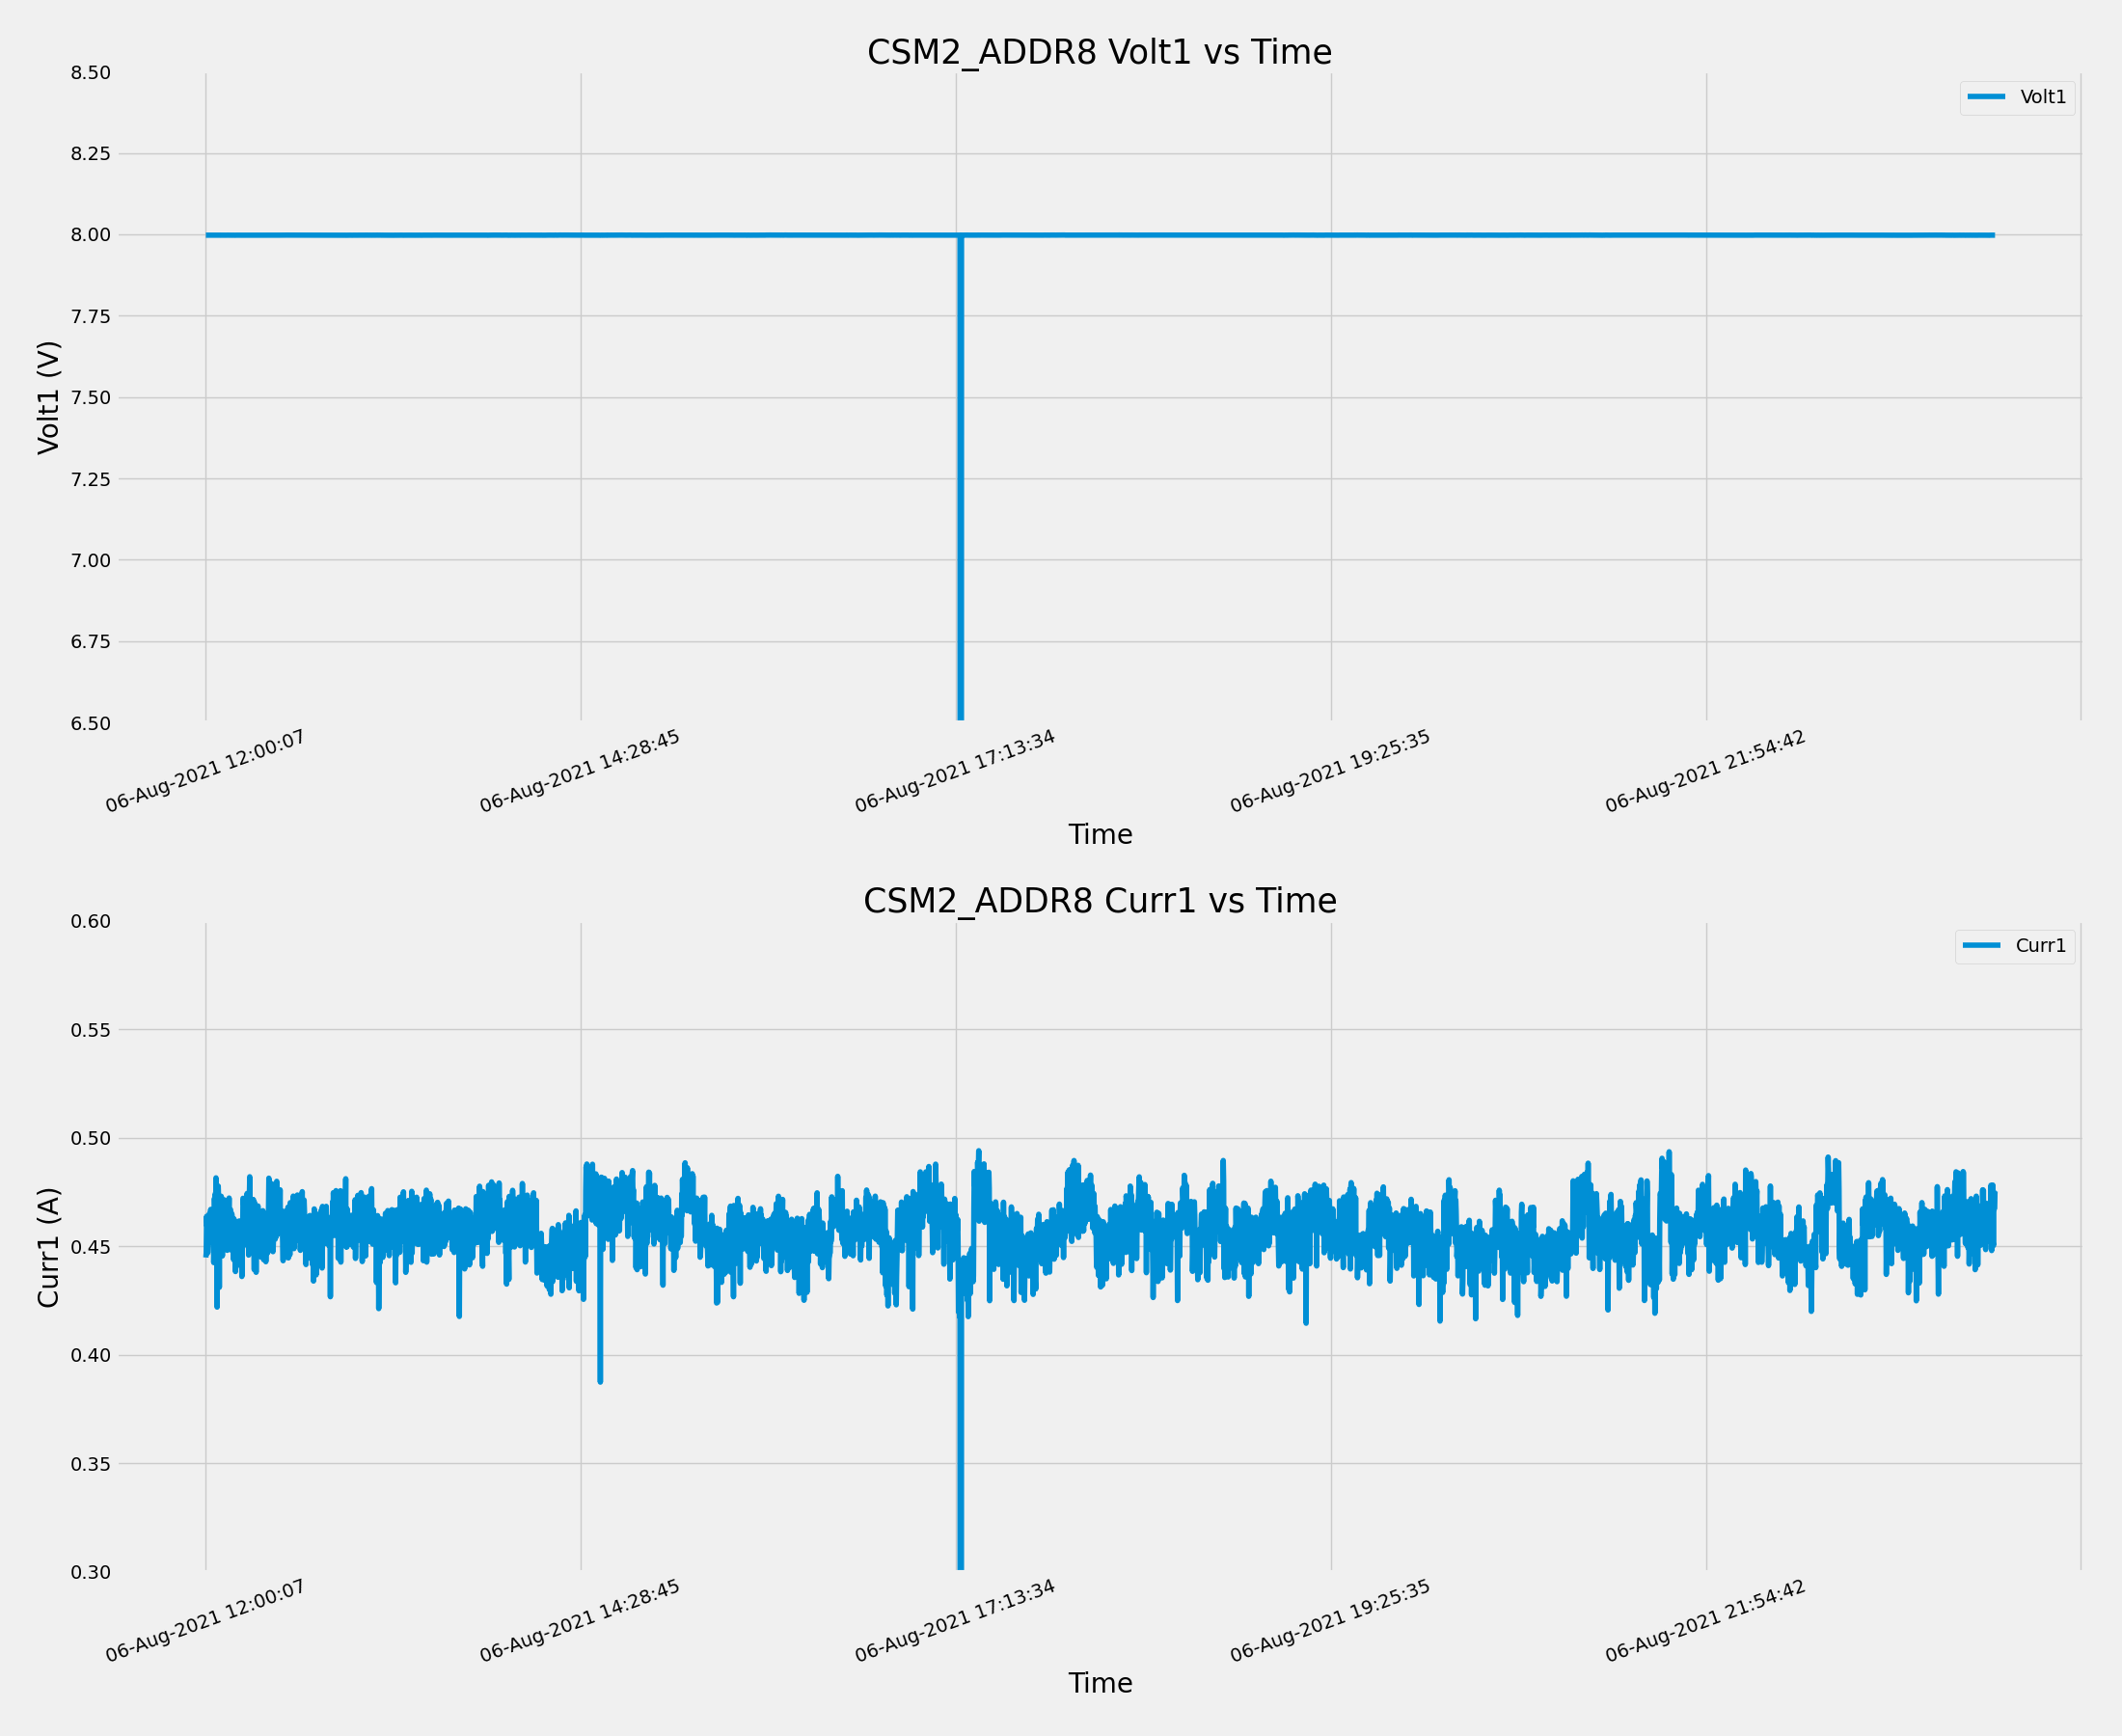 CSM2_ADDR8 Volt1 vs Time
8.50
8.25
8.00
7.75
7.50
7.25
7.00
6.75
6.50
Volt1 (V)
Volt1
06-Aug-2021 12:00:07
06-Aug-2021 14:28:45
06-Aug-2021 17:13:34
06-Aug-2021 19:25:35
06-Aug-2021 21:54:42
Time
CSM2_ADDR8 Curr1 vs Time
0.60
0.55
0.50
0.45
0.40
0.35
0.30
Curr1 (A)
Curr1
06-Aug-2021 12:00:07
06-Aug-2021 14:28:45
06-Aug-2021 17:13:34
06-Aug-2021 19:25:35
06-Aug-2021 21:54:42
Time